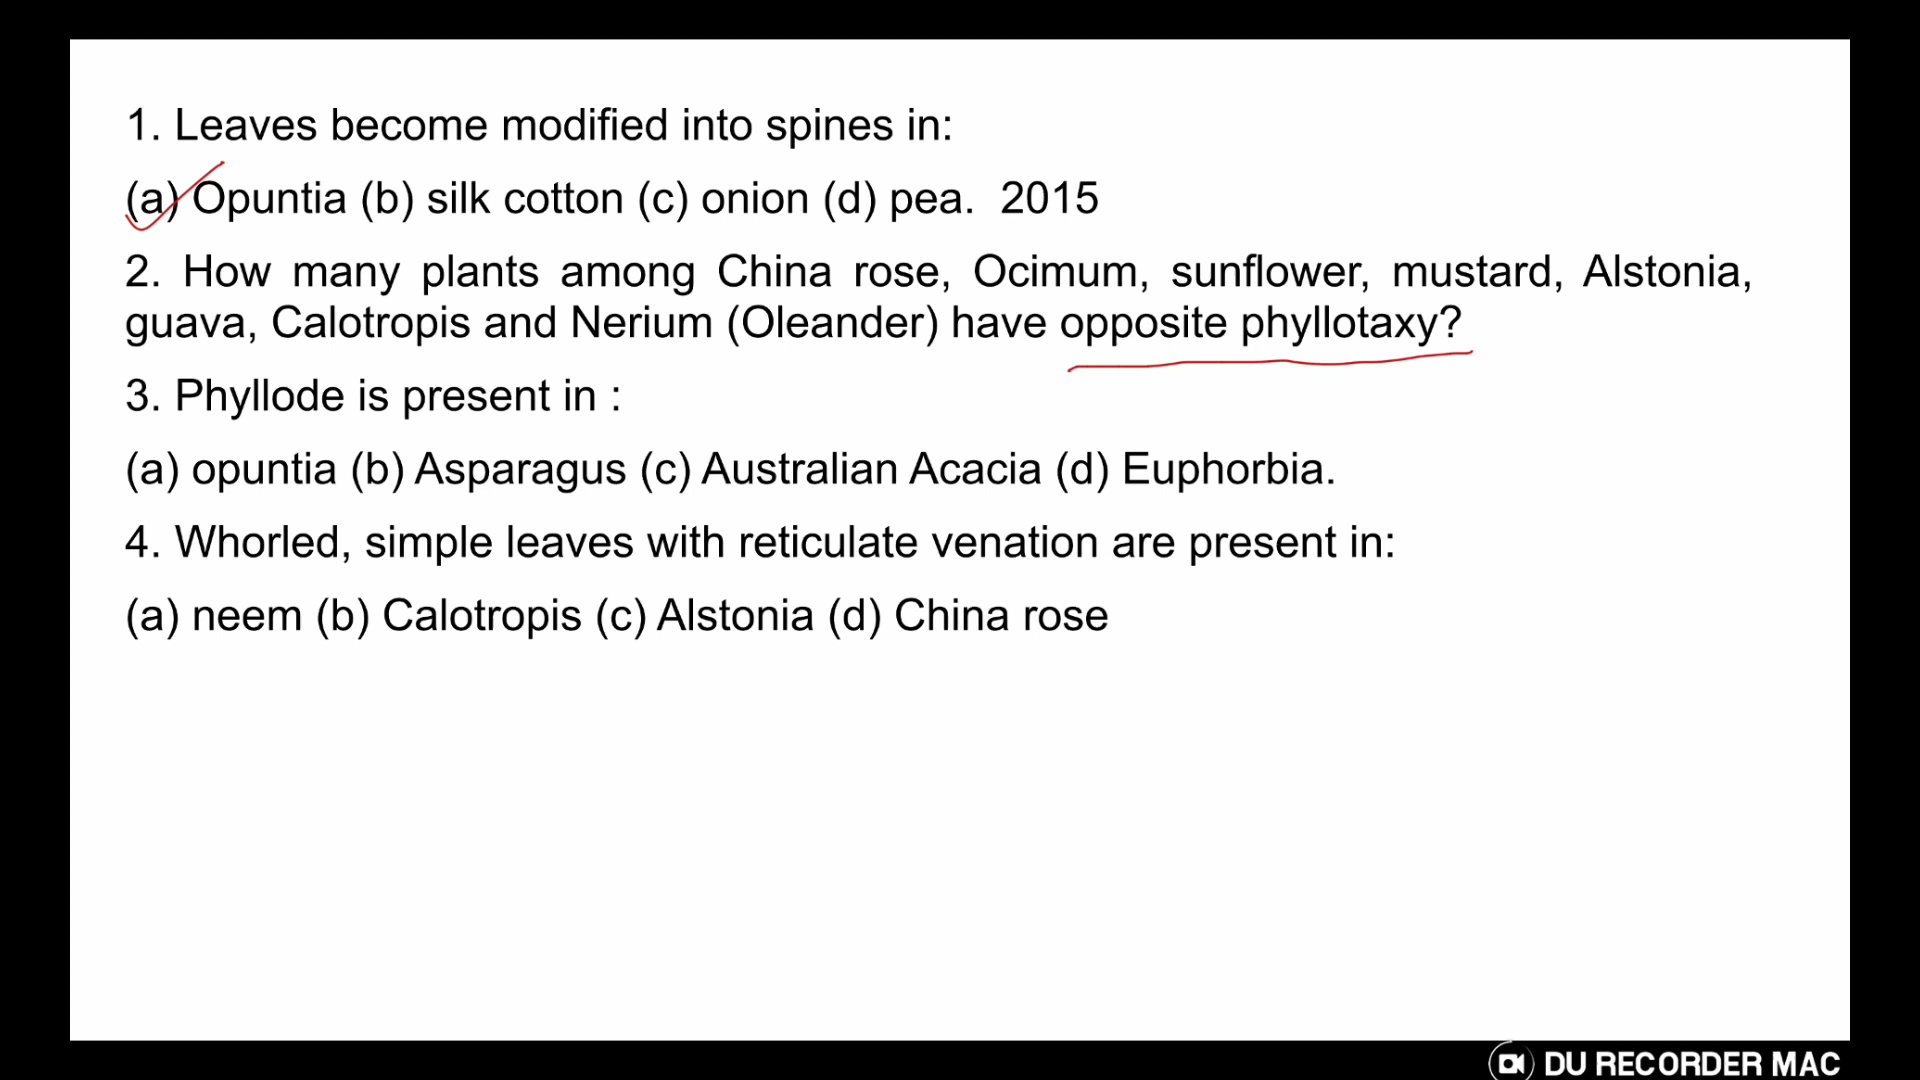 1. Leaves become modified into spines in:
(a) Opuntia (b) silk cotton (c) onion (d) pea. 2015
2. How many plants among China rose, Ocimum, sunflower, mustard, Alstonia,
guava, Calotropis and Nerium (Oleander) have opposite phyllotaxy?
3. Phyllode is present in :
(a) opuntia (b) Asparagus (c) Australian Acacia (d) Euphorbia.
4. Whorled, simple leaves with reticulate venation are present in:
(a) neem (b) Calotropis (c) Alstonia (d) China rose
DU RECORDER MAC